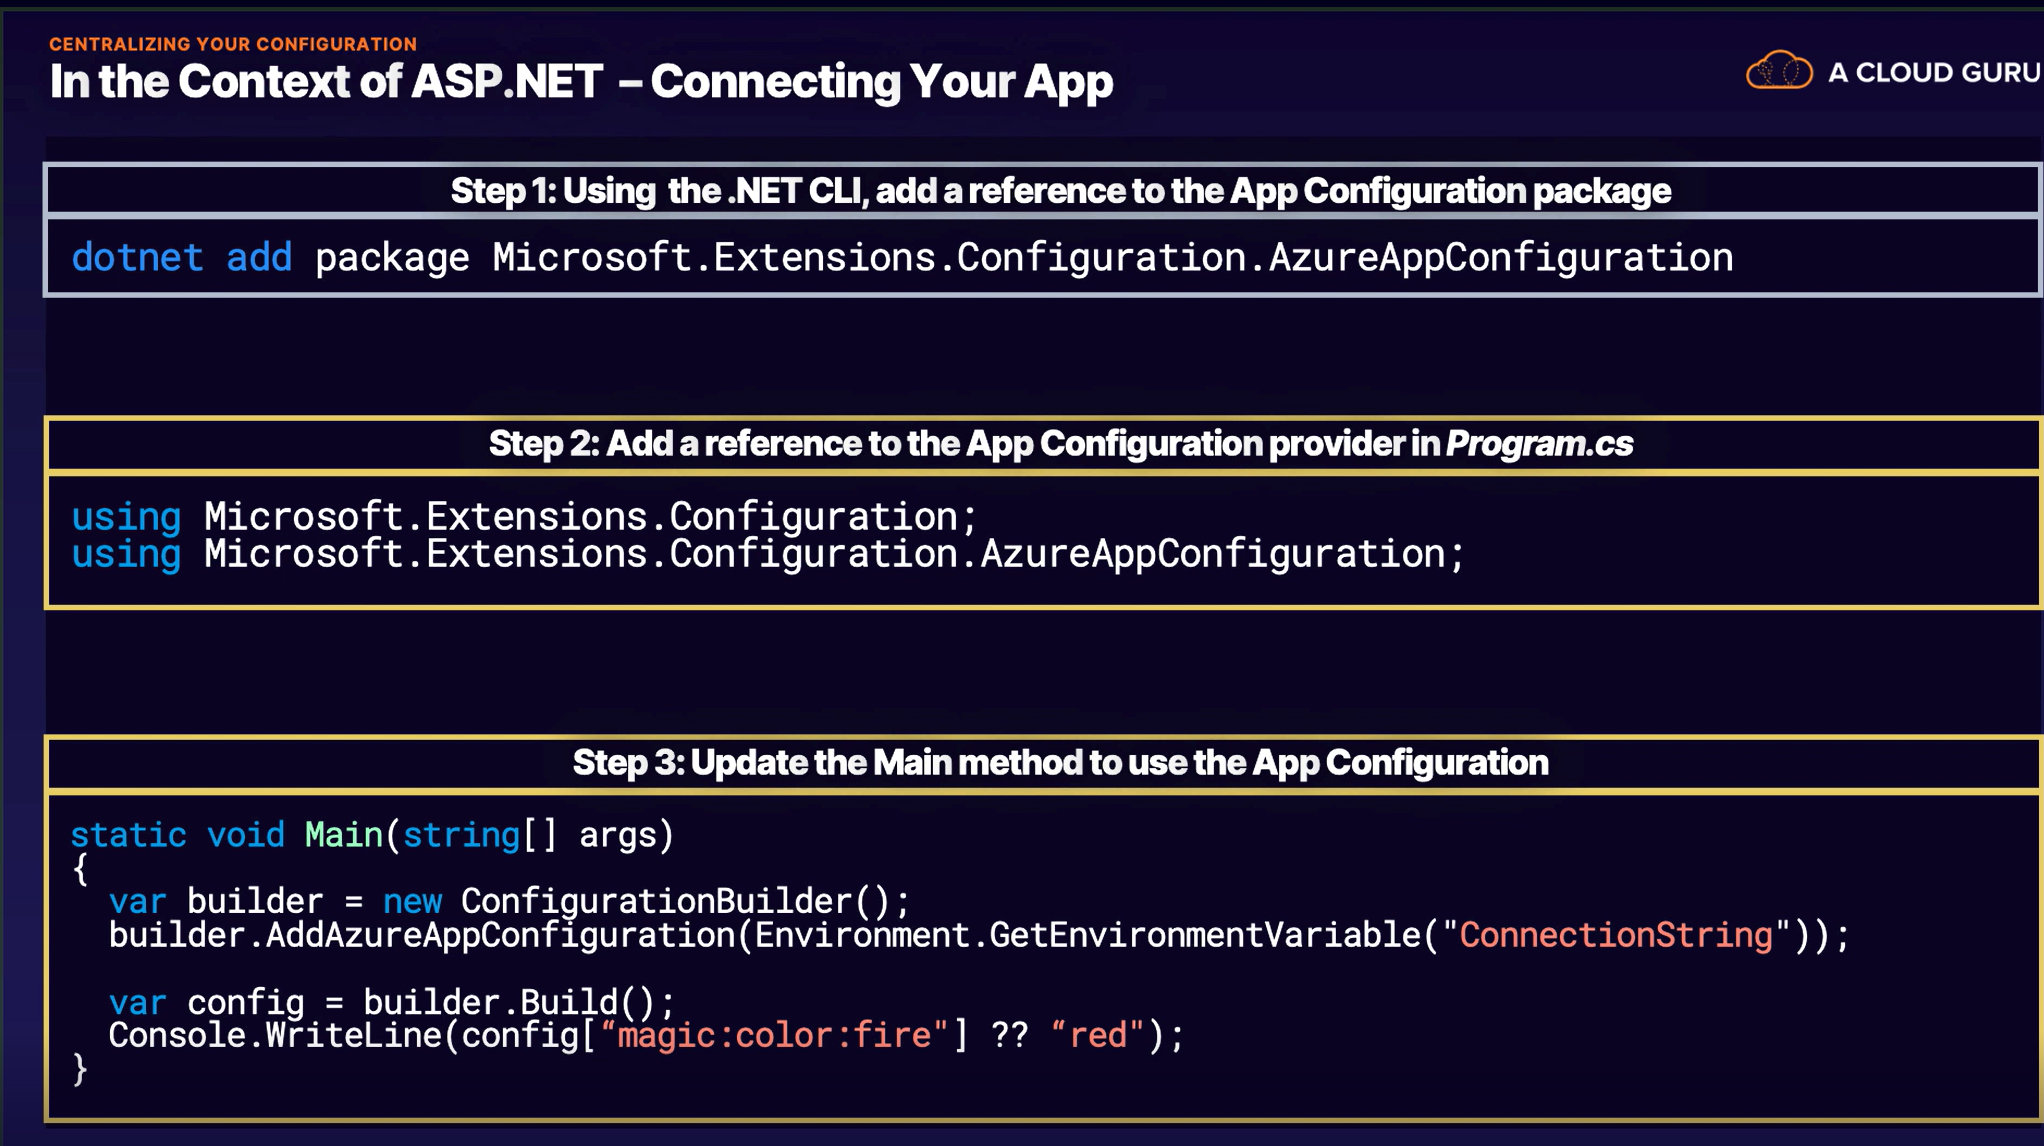 CENTRALIZING YOUR CONFIGURATION
In the Context of ASP.NET – Connecting Your App
A CLOUD GURU
Step 1: Using the .NET CLI, add a reference to the App Configuration package
dotnet add package Microsoft.Extensions.Configuration.AzureAppConfiguration
Step 2: Add a reference to the App Configuration provider in Program.cs
using Microsoft.Extensions.Configuration;
using Microsoft.Extensions.Configuration.AzureAppConfiguration;
Step 3: Update the Main method to use the App Configuration
static void Main(string[] args)
{
  var builder = new ConfigurationBuilder();
  builder.AddAzureAppConfiguration(Environment.GetEnvironmentVariable("ConnectionString"));
  var config = builder.Build();
  Console.WriteLine(config[“magic:color:fire"] ?? “red");
}